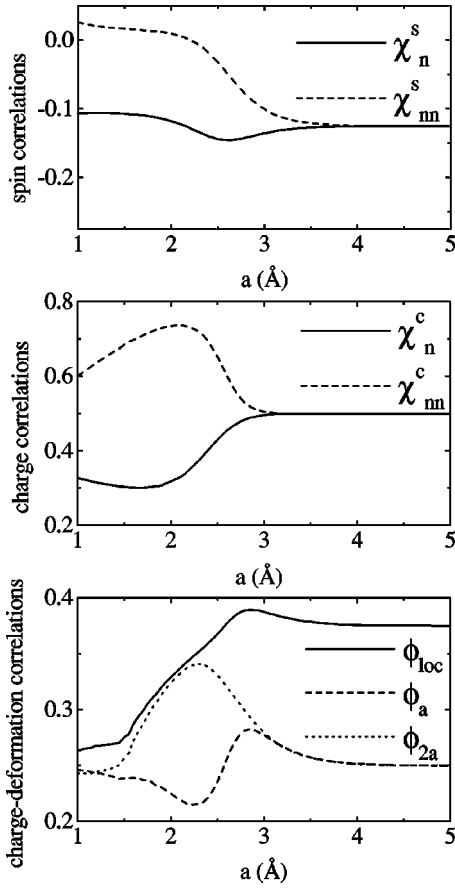 0.0
-0.1
-0.2
spin correlations
χ^s_n
χ^s_nn
1 2 3 4 5
a (Å)
0.8
0.6
0.4
0.2
charge correlations
χ^c_n
χ^c_nn
1 2 3 4 5
a (Å)
0.4
0.3
0.2
charge-deformation correlations
ϕ_loc
ϕ_a
ϕ_2a
1 2 3 4 5
a (Å)